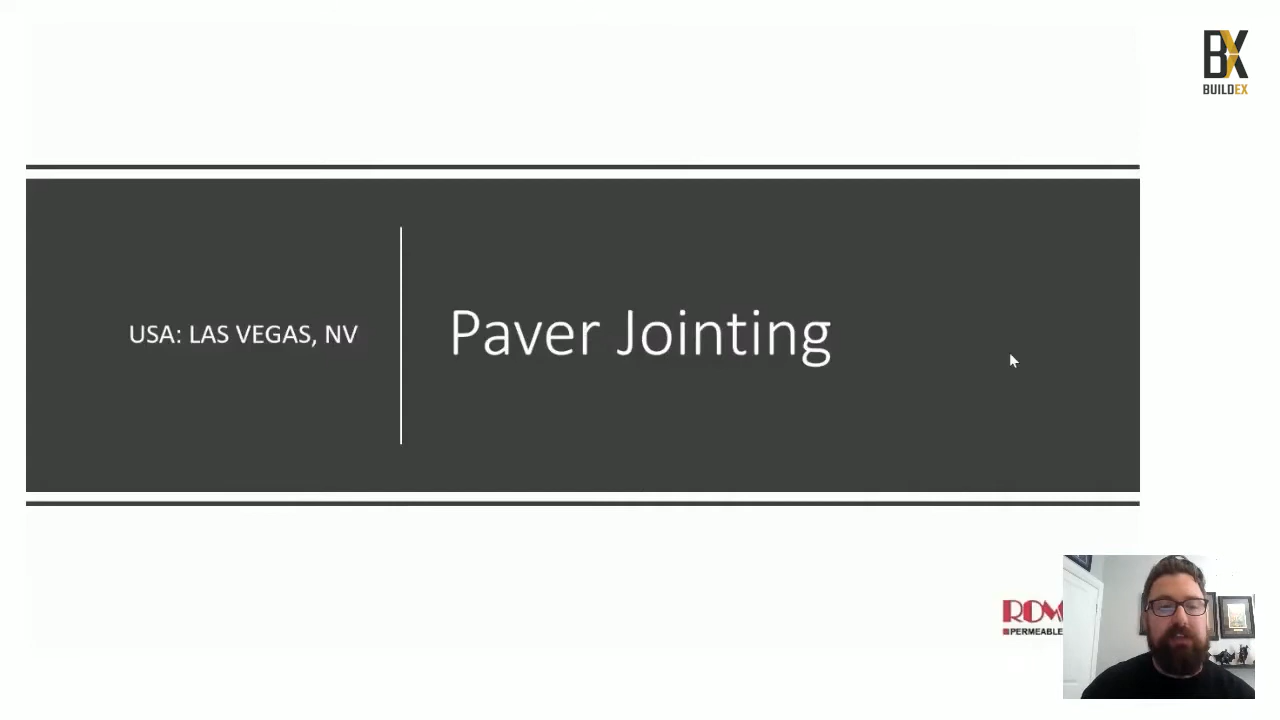 BX
BUILDEX
USA: LAS VEGAS, NV
Paver Jointing
PERMEABLE